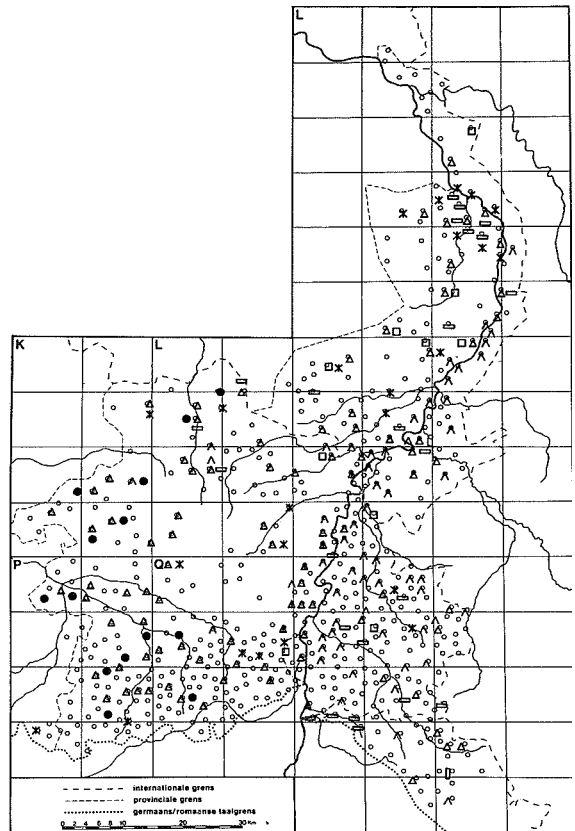 L
K
L
P
Q
internationale grens
provinciale grens
germaans/romaanse taalgrens
0 2 4 6 8 10 20 30 Km